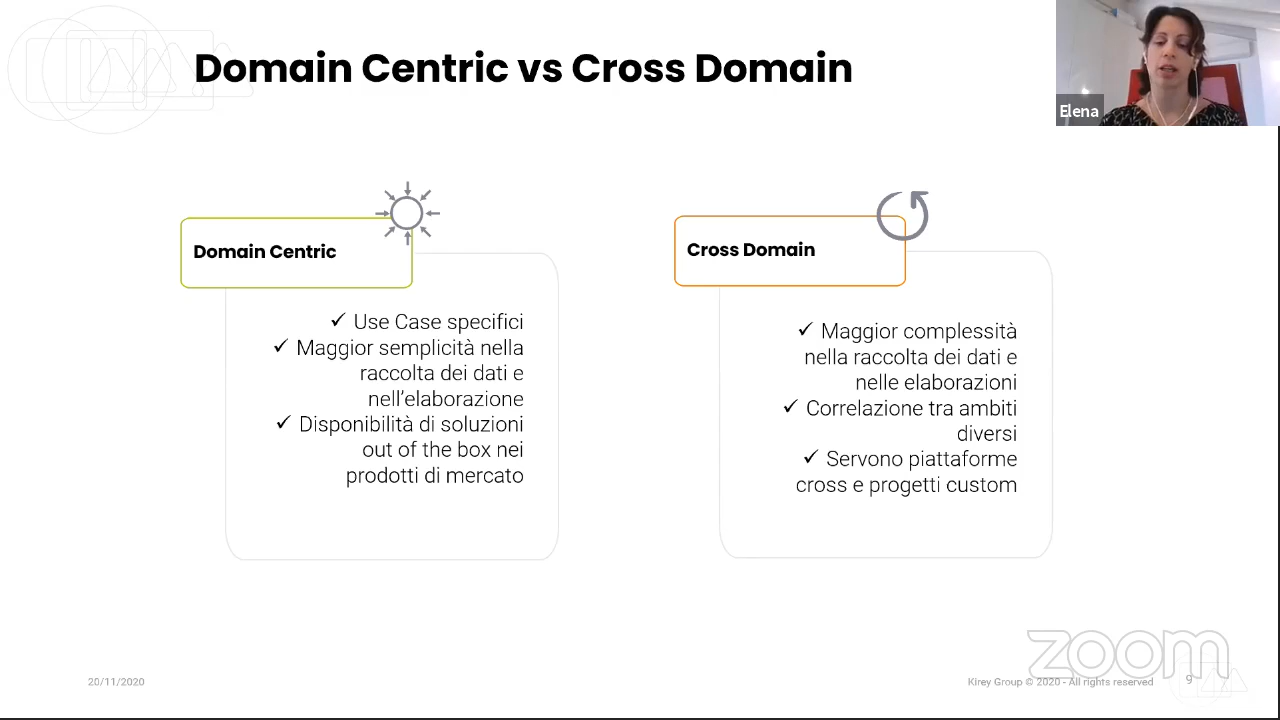 Domain Centric vs Cross Domain
Elena
Domain Centric
✓ Use Case specifici
✓ Maggior semplicità nella
raccolta dei dati e
nell'elaborazione
✓ Disponibilità di soluzioni
out of the box nei
prodotti di mercato
Cross Domain
✓ Maggior complessità
nella raccolta dei dati e
nelle elaborazioni
✓ Correlazione tra ambiti
diversi
✓ Servono piattaforme
cross e progetti custom
zoom
20/11/2020
Kirey Group © 2020 - All rights reserved
9